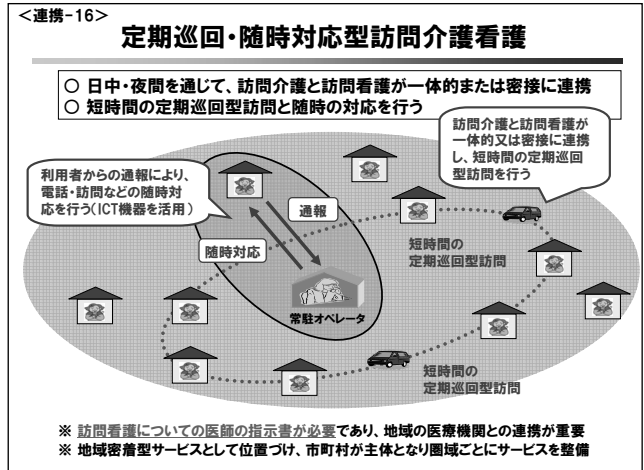 ＜連携-16＞
定期巡回・随時対応型訪問介護看護
○ 日中・夜間を通じて、訪問介護と訪問看護が一体的または密接に連携
○ 短時間の定期巡回型訪問と随時の対応を行う
訪問介護と訪問看護が
一体的又は密接に連携
し、短時間の定期巡回
型訪問を行う
利用者からの通報により、
電話・訪問などの随時対
応を行う（ICT機器を活用）
通報
随時対応
短時間の
定期巡回型訪問
常駐オペレータ
短時間の
定期巡回型訪問
※ 訪問看護についての医師の指示書が必要であり、地域の医療機関との連携が重要
※ 地域密着型サービスとして位置づけ、市町村が主体となり圏域ごとにサービスを整備